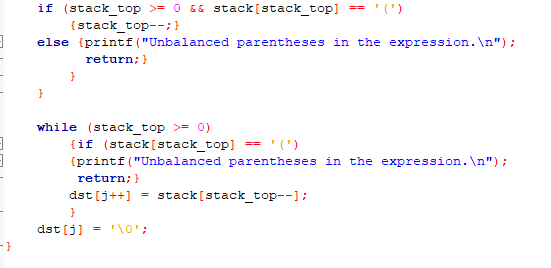 if (stack_top >= 0 && stack[stack_top] == '(')
{stack_top--;}
else {printf("Unbalanced parentheses in the expression.\n");
return;}
}
}
while (stack_top >= 0)
{if (stack[stack_top] == '(')
{printf("Unbalanced parentheses in the expression.\n");
return;}
dst[j++] = stack[stack_top--];
}
dst[j] = '\0';
}